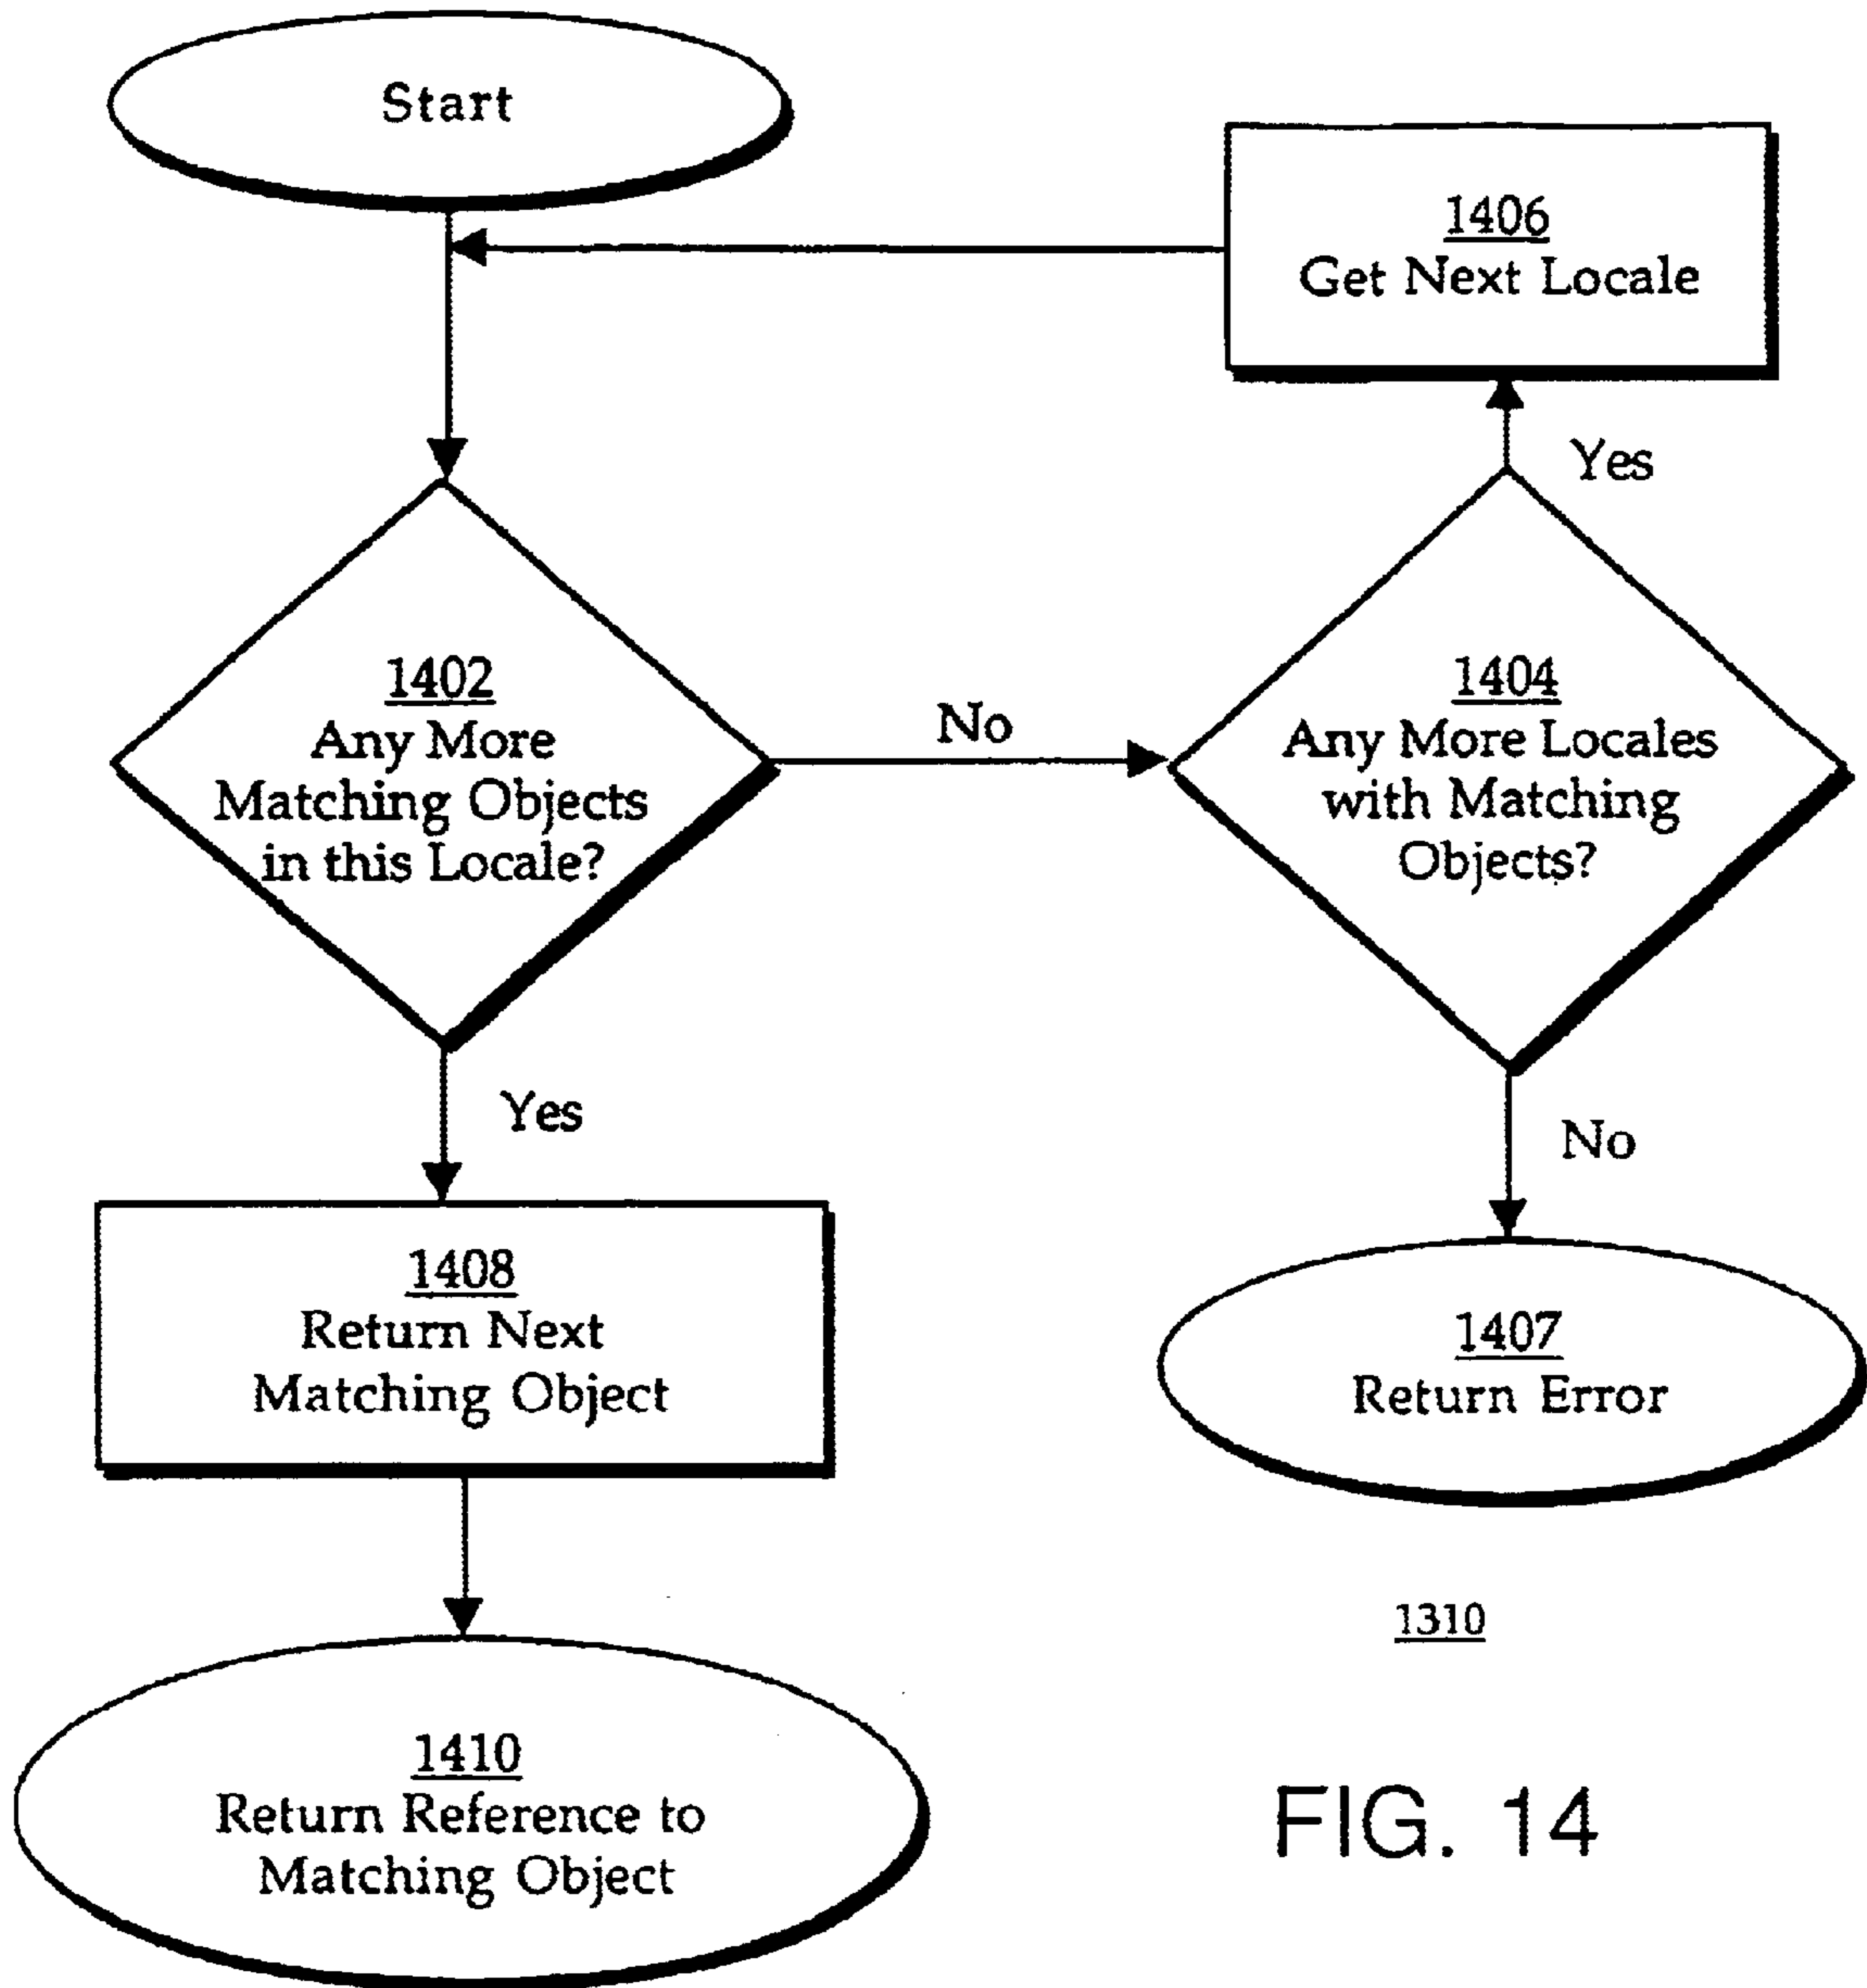 Start
1406
Get Next Locale
Yes
1402
Any More
Matching Objects
in this Locale?
No
1404
Any More Locales
with Matching
Objects?
Yes
No
1408
Return Next
Matching Object
1407
Return Error
1310
1410
Return Reference to
Matching Object
FIG. 14